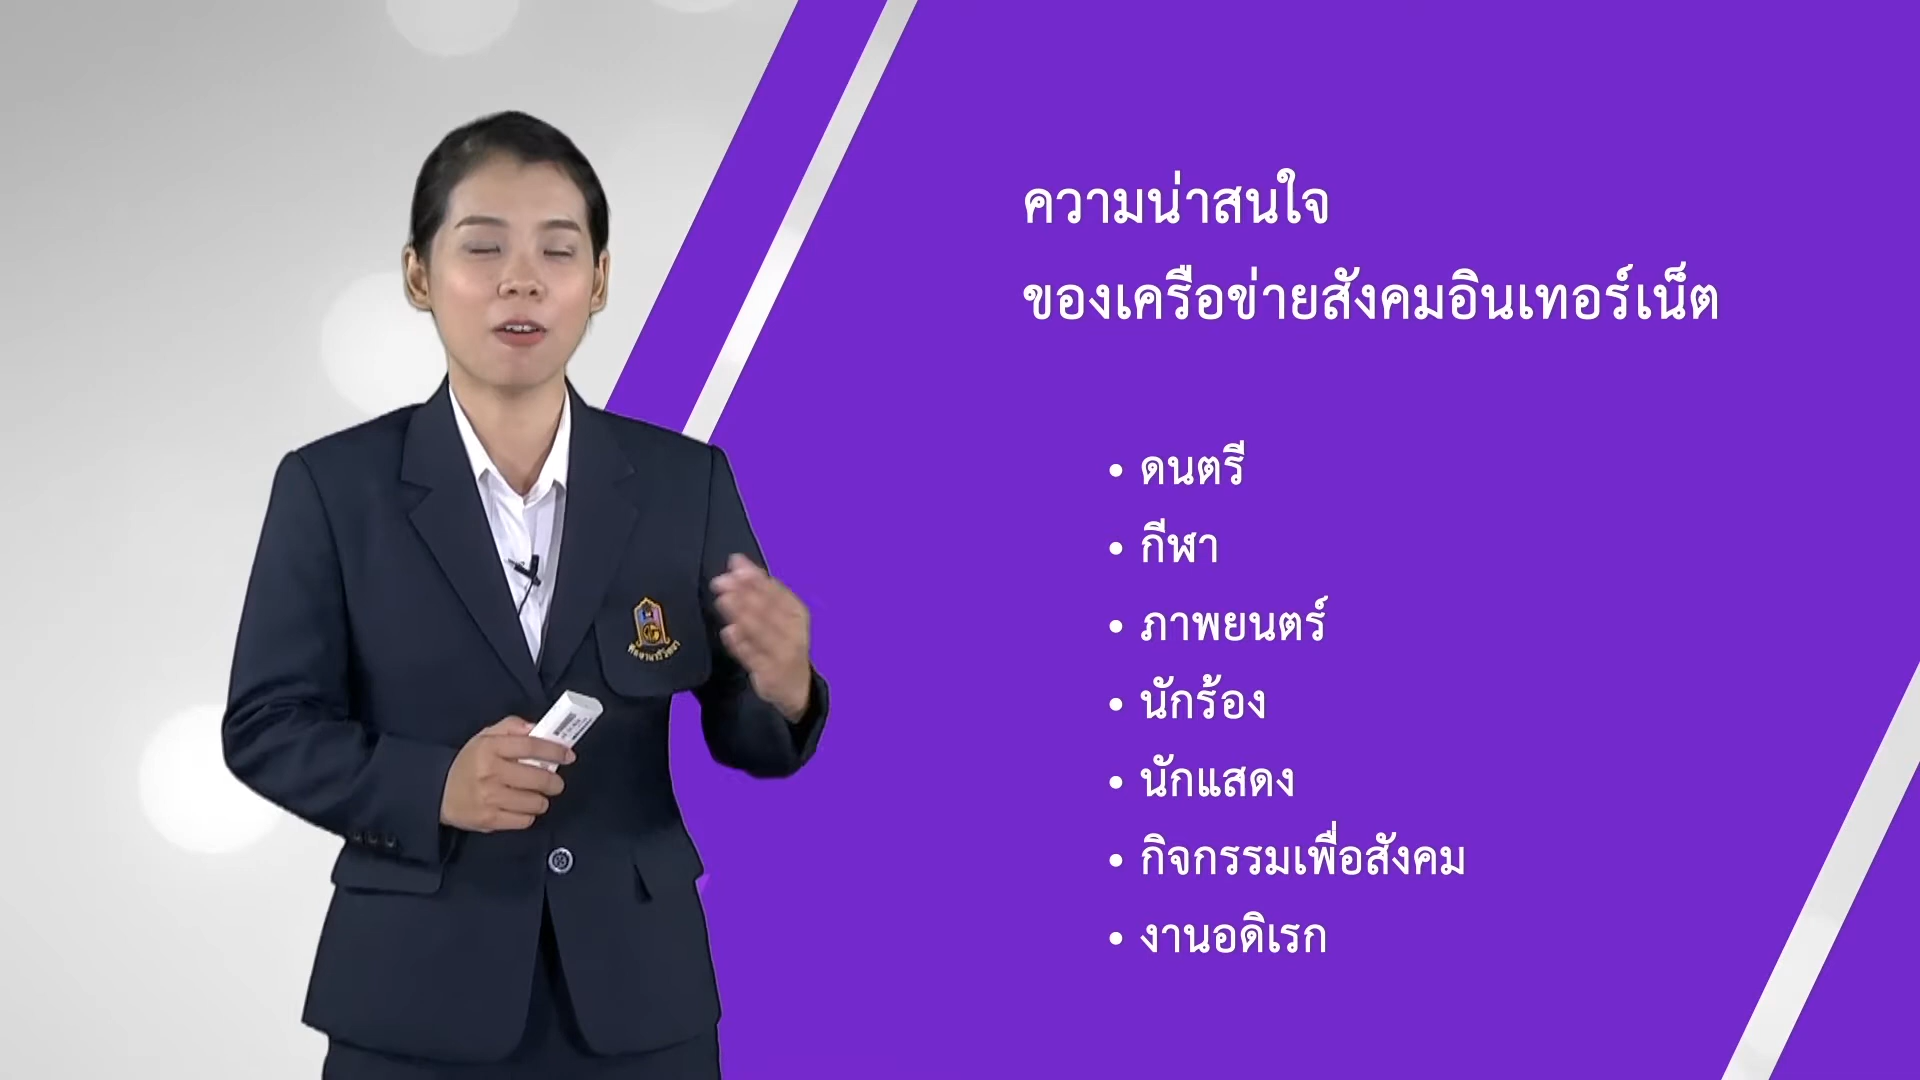 ความน่าสนใจ
ของเครือข่ายสังคมอินเทอร์เน็ต
• ดนตรี
• กีฬา
• ภาพยนตร์
• นักร้อง
• นักแสดง
• กิจกรรมเพื่อสังคม
• งานอดิเรก